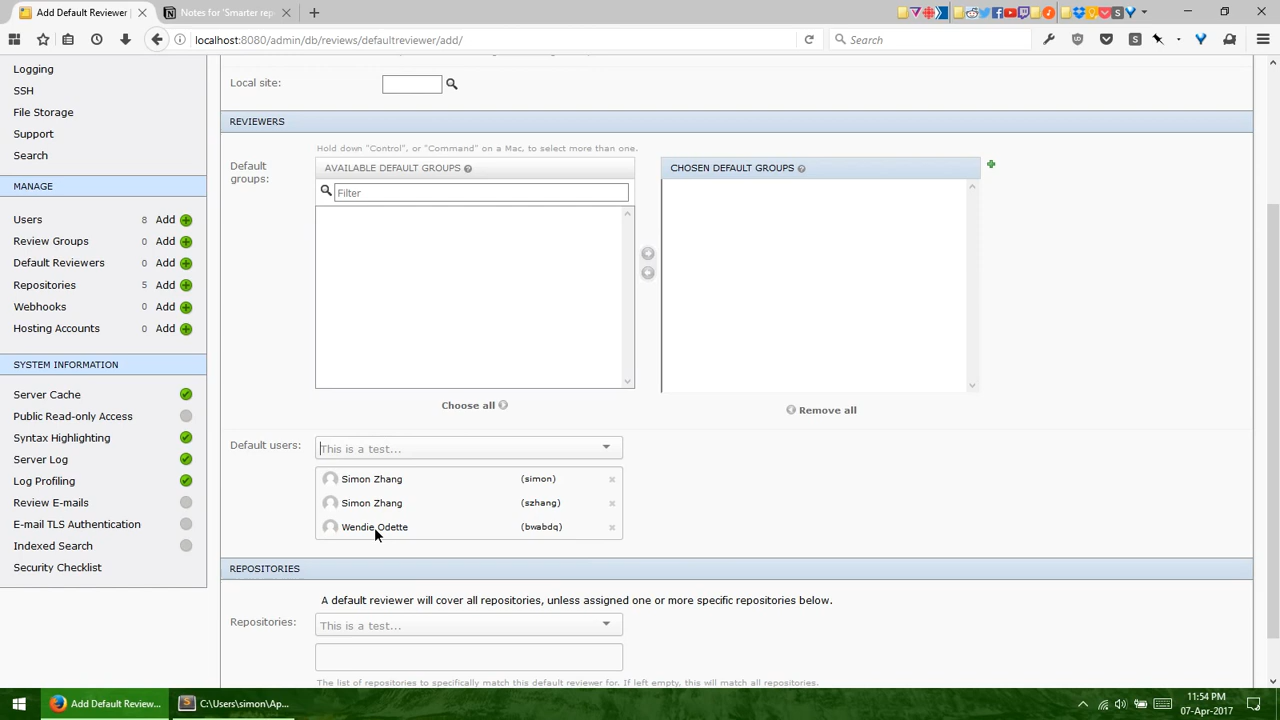 Add Default Reviewer
Notes for 'Smarter rep
localhost:8080/admin/db/reviews/defaultreviewer/add/
Search
Logging
SSH
File Storage
Support
Search
MANAGE
Users 8 Add
Review Groups 0 Add
Default Reviewers 0 Add
Repositories 5 Add
Webhooks 0 Add
Hosting Accounts 0 Add
SYSTEM INFORMATION
Server Cache
Public Read-only Access
Syntax Highlighting
Server Log
Log Profiling
Review E-mails
E-mail TLS Authentication
Indexed Search
Security Checklist
Local site:
REVIEWERS
Hold down "Control", or "Command" on a Mac, to select more than one.
Default groups:
AVAILABLE DEFAULT GROUPS
Filter
Choose all
CHOSEN DEFAULT GROUPS
Remove all
Default users:
This is a test...
Simon Zhang (simon)
Simon Zhang (szhang)
Wendie Odette (bwabdq)
REPOSITORIES
A default reviewer will cover all repositories, unless assigned one or more specific repositories below.
Repositories:
This is a test...
The list of repositories to specifically match this default reviewer for. If left empty, this will match all repositories.
Add Default Reviewer...
C:\Users\simon\Ap...
11:54 PM
07-Apr-2017